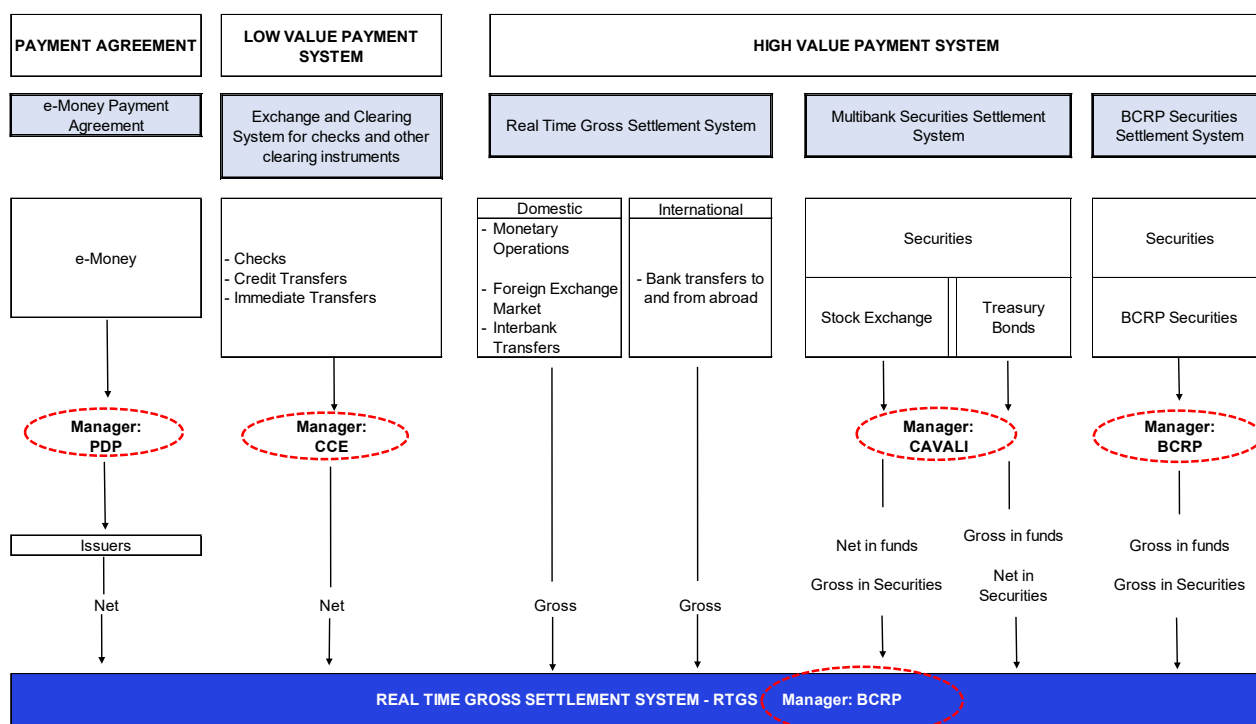 PAYMENT AGREEMENT
LOW VALUE PAYMENT
SYSTEM
HIGH VALUE PAYMENT SYSTEM
e-Money Payment
Agreement
Exchange and Clearing
System for checks and other
clearing instruments
Real Time Gross Settlement System
Multibank Securities Settlement
System
BCRP Securities
Settlement System
e-Money
- Checks
- Credit Transfers
- Immediate Transfers
Domestic
- Monetary
Operations
- Foreign Exchange
Market
- Interbank
Transfers
International
- Bank transfers to
and from abroad
Securities
Stock Exchange
Treasury
Bonds
Securities
BCRP Securities
Manager:
PDP
Manager:
CCE
Manager:
CAVALI
Manager:
BCRP
Issuers
Net
Net
Gross
Gross
Net in funds
Gross in Securities
Gross in funds
Net in
Securities
Gross in funds
Gross in Securities
REAL TIME GROSS SETTLEMENT SYSTEM - RTGS Manager: BCRP